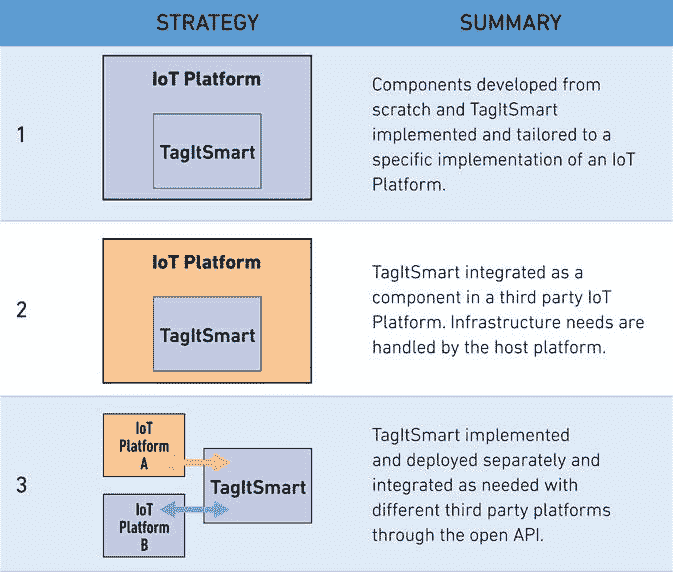 STRATEGY SUMMARY
1
IoT Platform
TagItSmart
Components developed from
scratch and TagItSmart
implemented and tailored to a
specific implementation of an IoT
Platform.
2
IoT Platform
TagItSmart
TagItSmart integrated as a
component in a third party IoT
Platform. Infrastructure needs are
handled by the host platform.
3
IoT
Platform
A
TagItSmart
IoT
Platform
B
TagItSmart implemented
and deployed separately and
integrated as needed with
different third party platforms
through the open API.